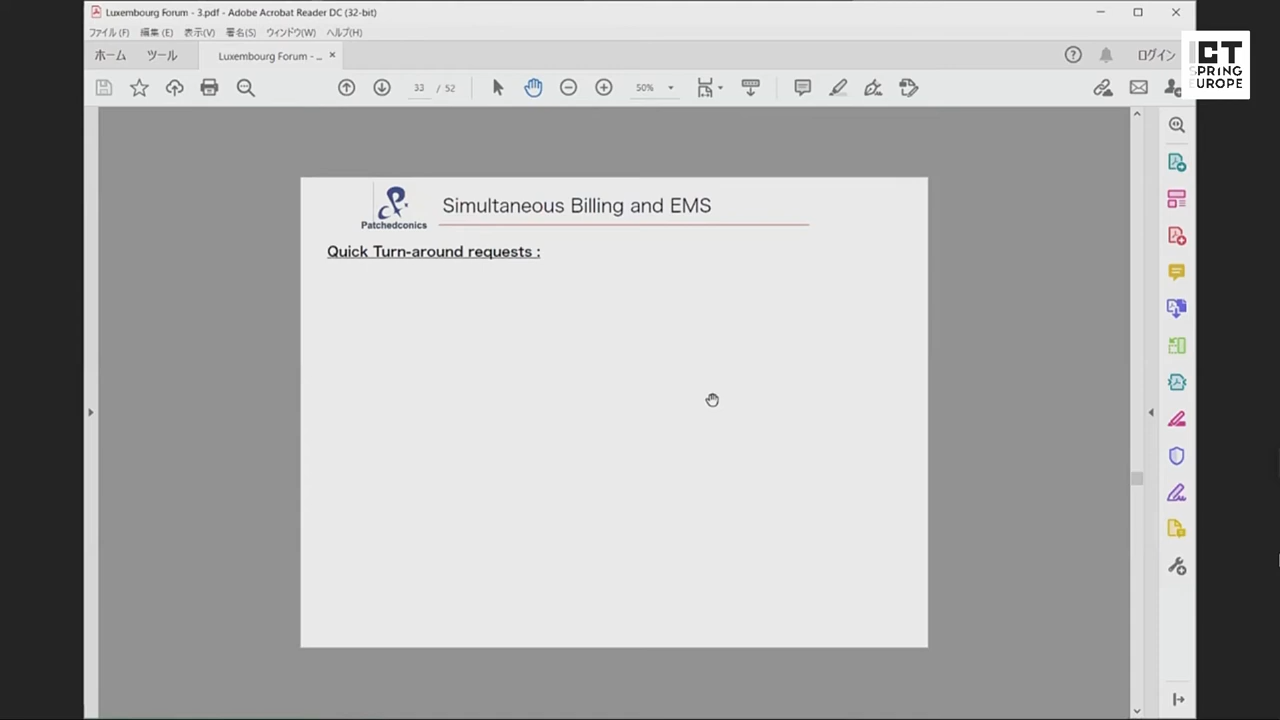 Luxembourg Forum - 3.pdf - Adobe Acrobat Reader DC (32-bit)
ファイル(F) 編集(E) 表示(V) 署名(S) ウィンドウ(W) ヘルプ(H)
ホーム ツール Luxembourg Forum - ... × ログイン
33 / 52 50%
ICT
SPRING
EUROPE
Simultaneous Billing and EMS
Patchedconics
Quick Turn-around requests :